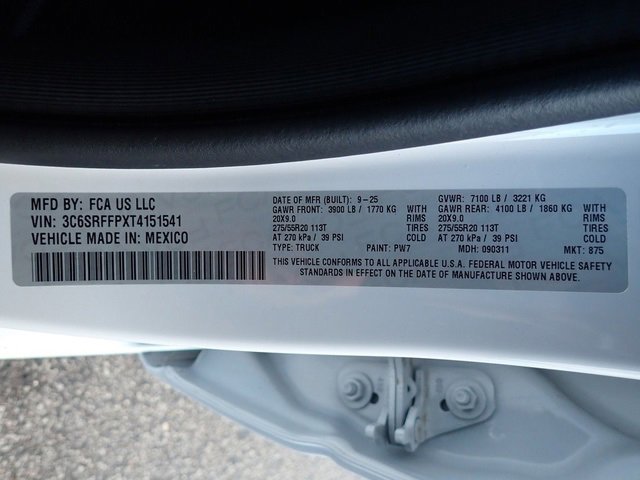 MFD BY: FCA US LLC
VIN: 3C6SRFFPXT4151541
VEHICLE MADE IN: MEXICO
DATE OF MFR (BUILT): 9-25 GVWR: 7100 LB / 3221 KG
GAWR FRONT: 3900 LB / 1770 KG WITH GAWR REAR: 4100 LB / 1860 KG WITH
20X9.0 RIMS 20X9.0 RIMS
275/55R20 113T TIRES 275/55R20 113T TIRES
AT 270 kPa / 39 PSI COLD AT 270 kPa / 39 PSI COLD
TYPE: TRUCK PAINT: PW7 MDH: 090311 MKT: 875
THIS VEHICLE CONFORMS TO ALL APPLICABLE U.S.A. FEDERAL MOTOR VEHICLE SAFETY
STANDARDS IN EFFECT ON THE DATE OF MANUFACTURE SHOWN ABOVE.